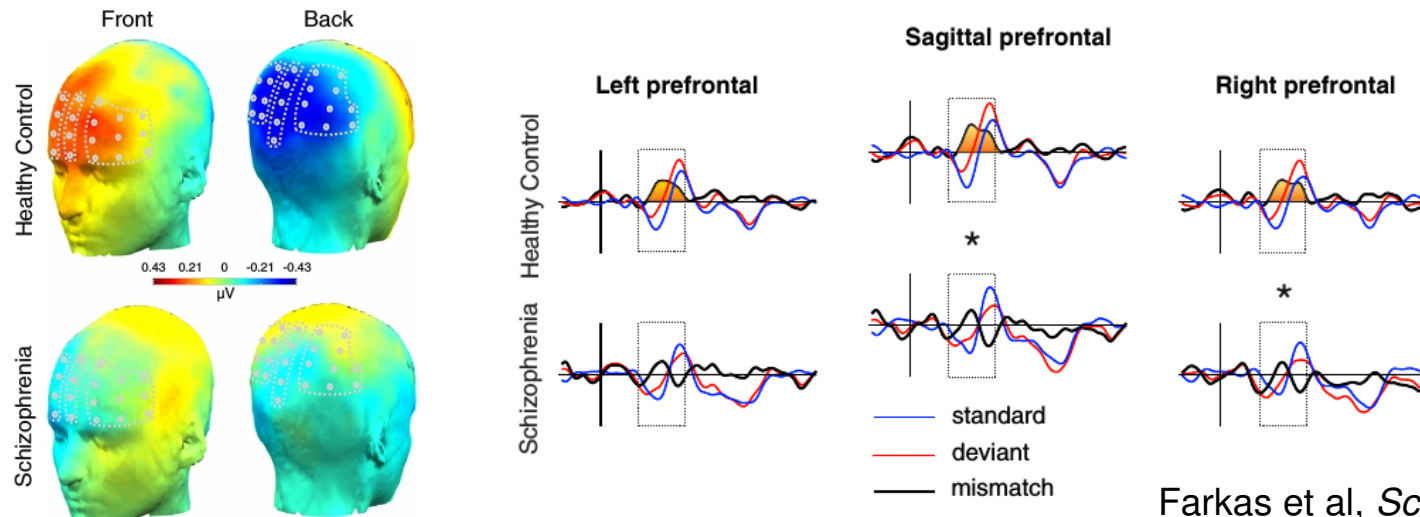 Front Back
Healthy Control
0.43 0.21 0 -0.21 -0.43
µV
Schizophrenia
Sagittal prefrontal
Left prefrontal
Right prefrontal
Healthy Control
*
*
Schizophrenia
standard
deviant
mismatch
Farkas et al, Sc